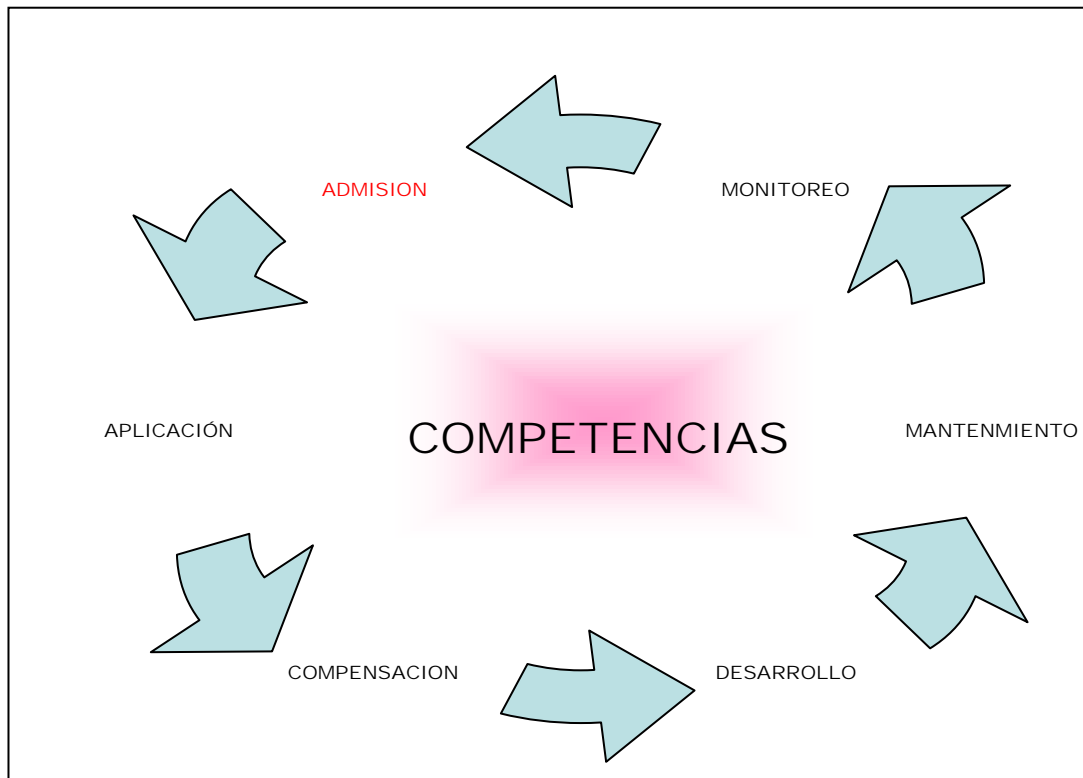 ADMISION
MONITOREO
APLICACIÓN
COMPETENCIAS
MANTENMIENTO
COMPENSACION
DESARROLLO